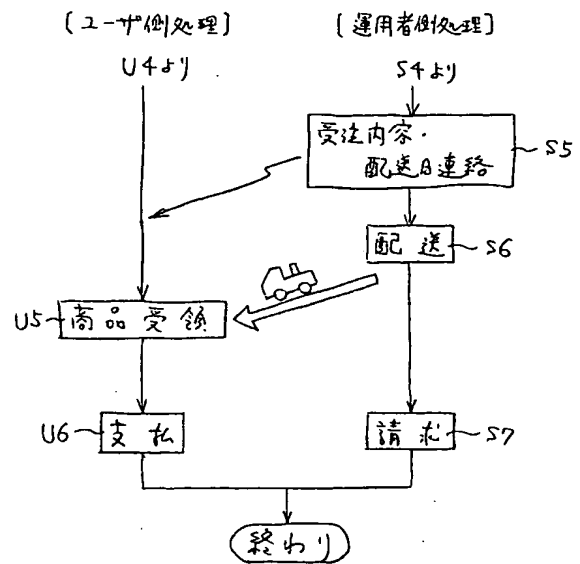 [ユーザ側処理]
[運用者側処理]
U4より
S4より
受注内容・
配送日連絡
S5
配送
S6
U5
商品受領
U6
支払
請求
S7
終わり